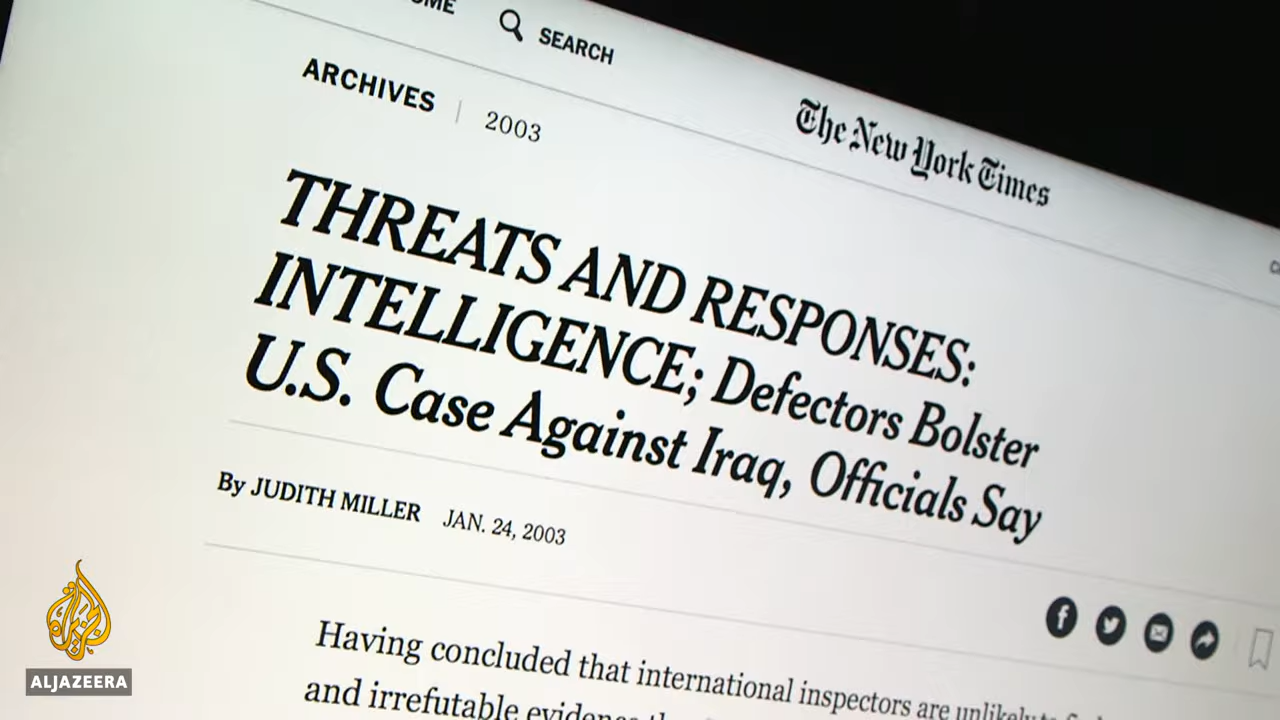 SEARCH
ARCHIVES | 2003
The New York Times
THREATS AND RESPONSES:
INTELLIGENCE; Defectors Bolster
U.S. Case Against Iraq, Officials Say
By JUDITH MILLER JAN. 24, 2003
Having concluded that international inspectors are unlikely
and irrefutable
ALJAZEERA